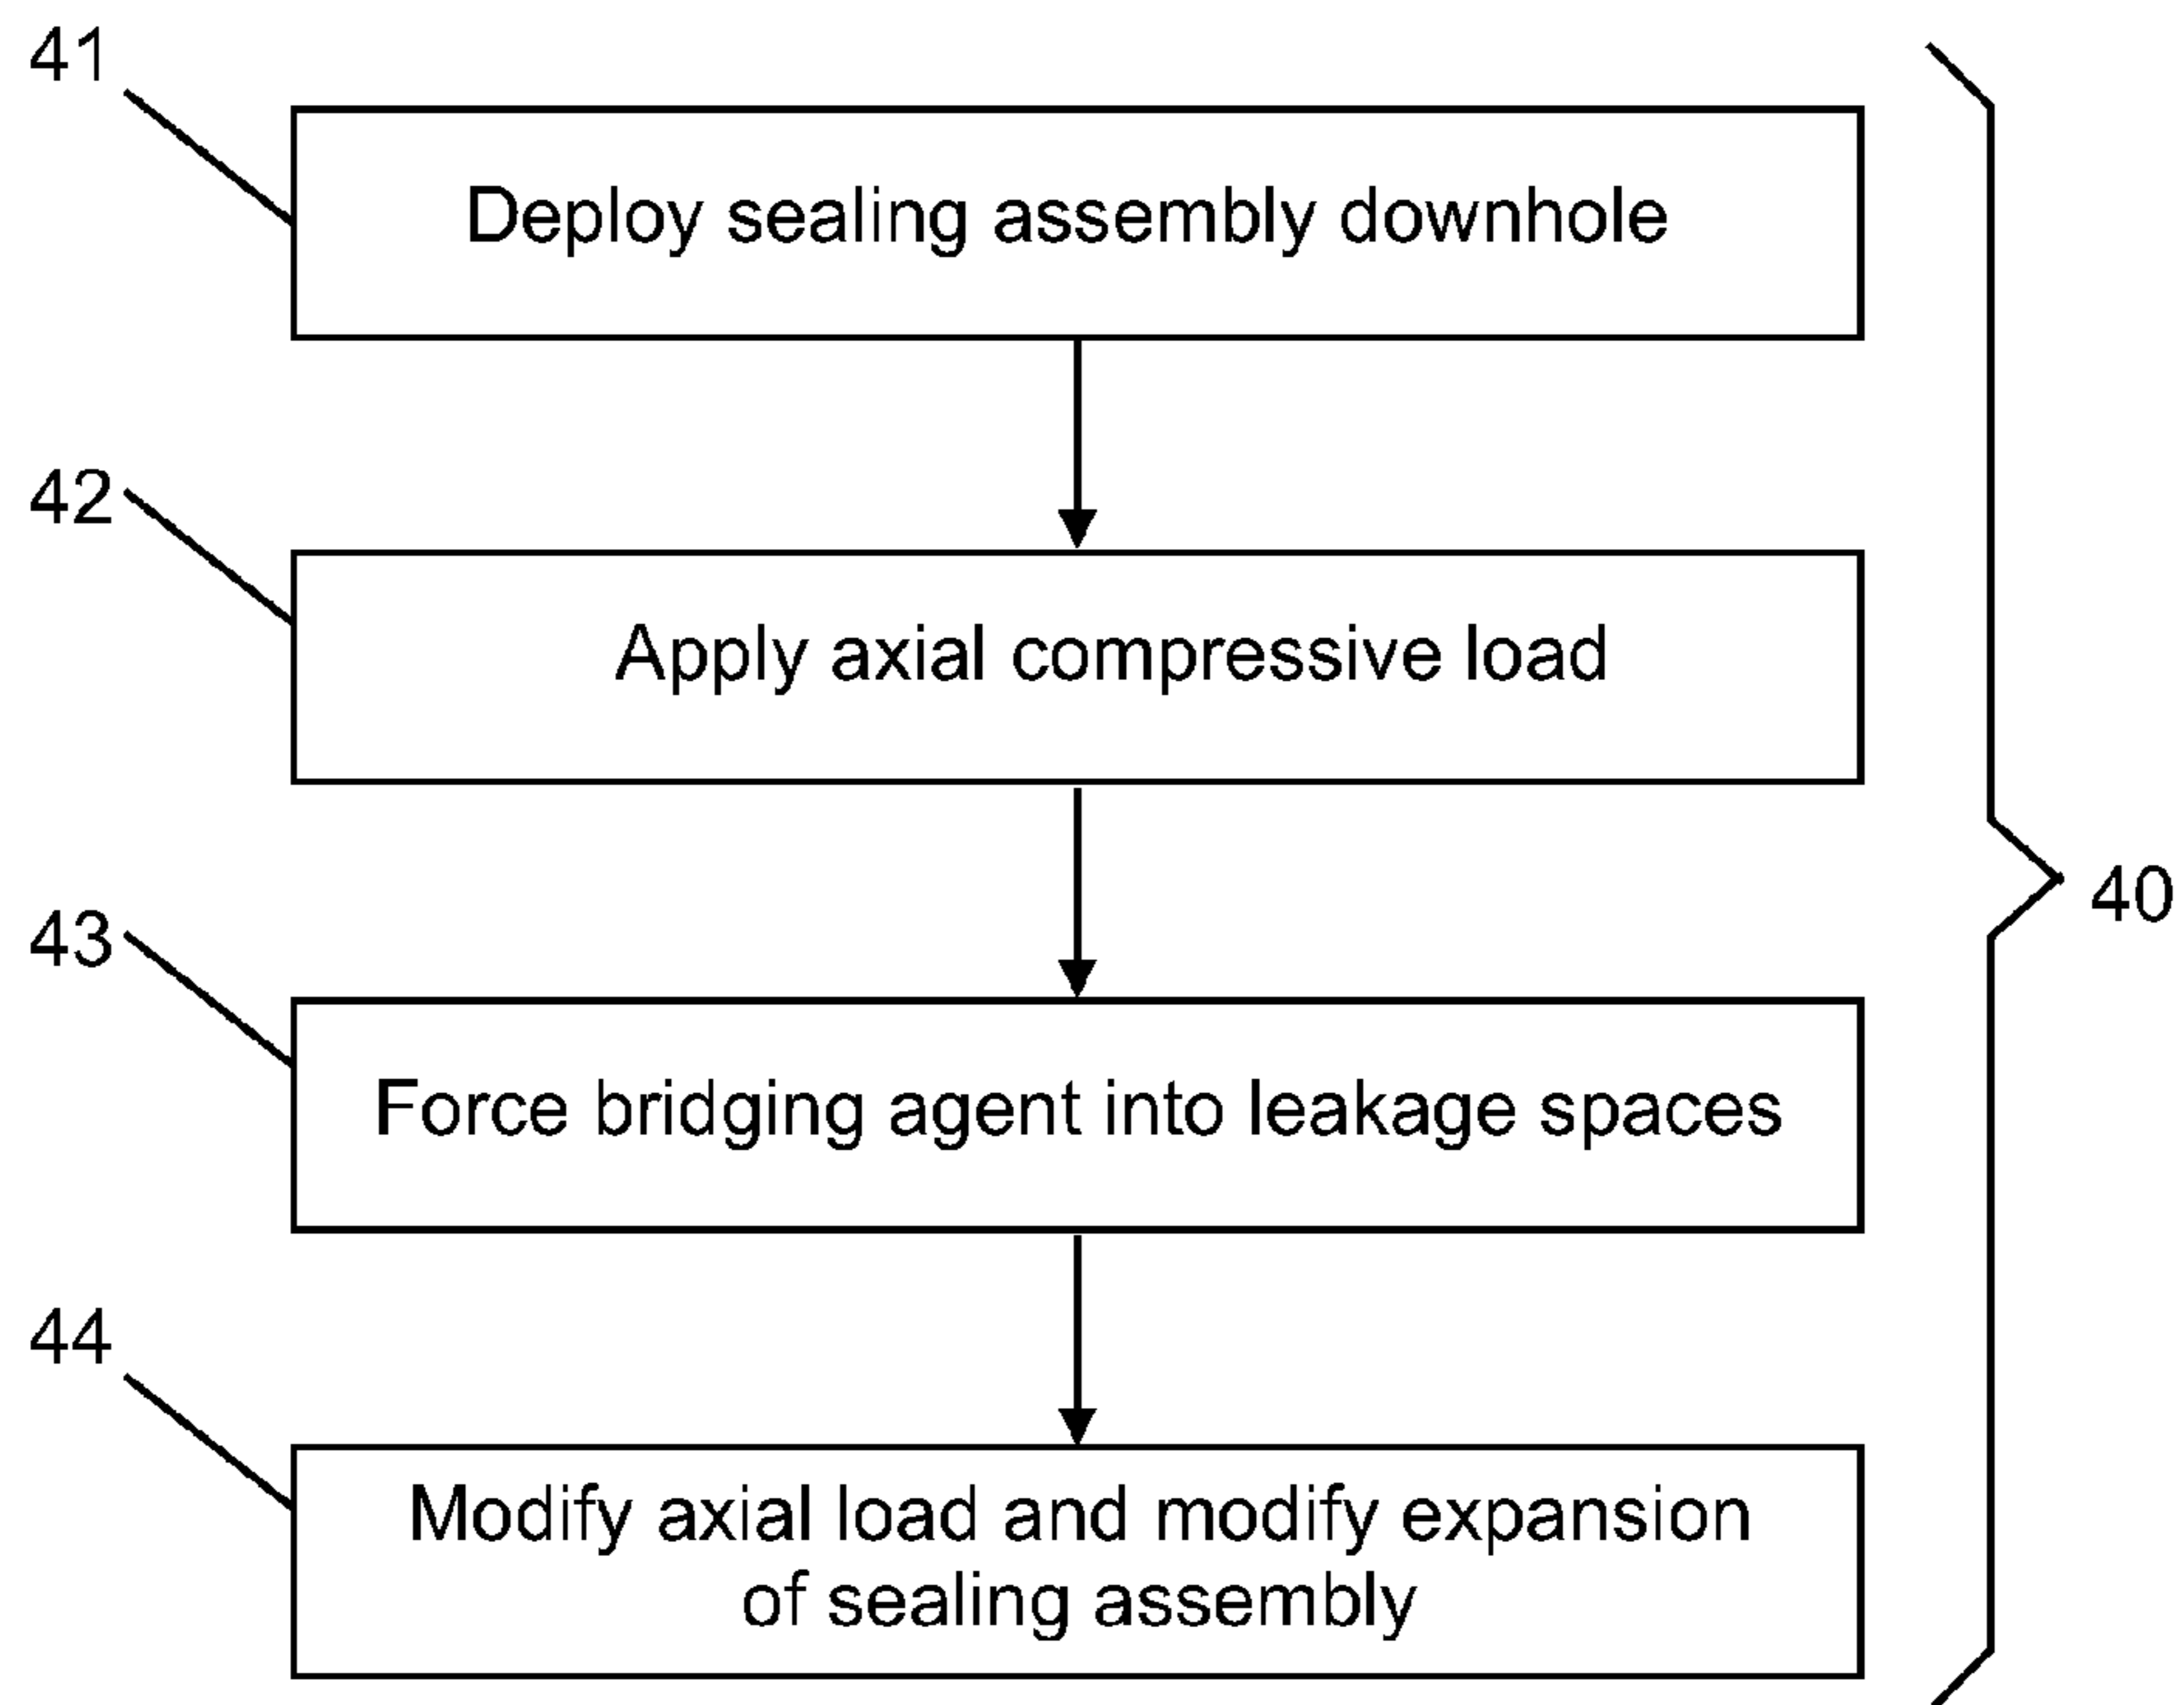 41
Deploy sealing assembly downhole
42
Apply axial compressive load
40
43
Force bridging agent into leakage spaces
44
Modify axial load and modify expansion
of sealing assembly